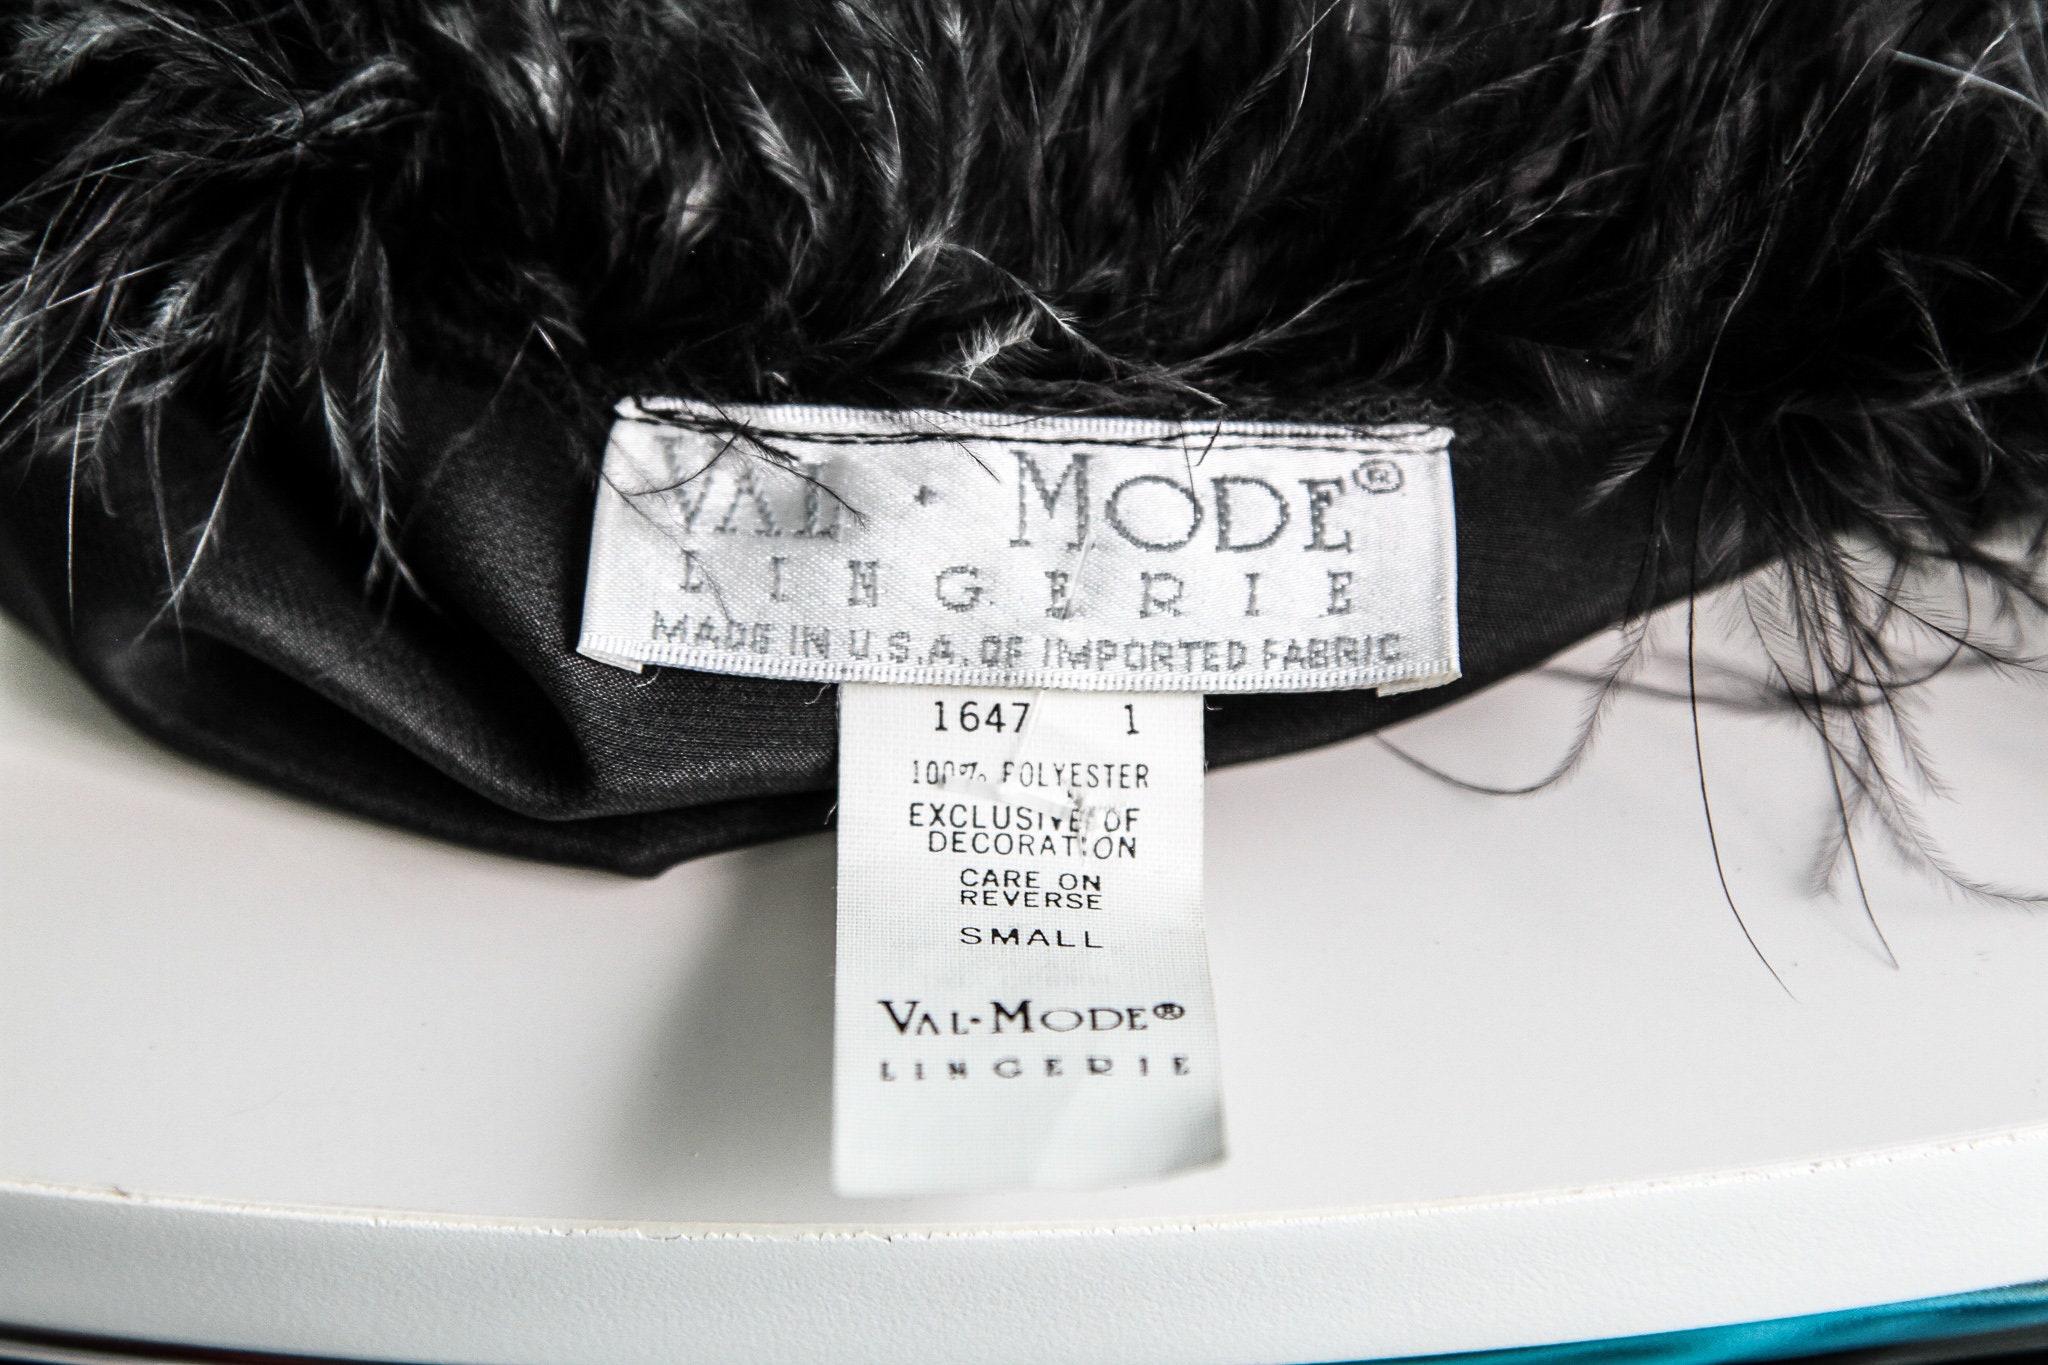 VAL · MODE®
LINGERIE
MADE IN U.S.A. OF IMPORTED FABRIC
1647 1
100% POLYESTER
EXCLUSIVE OF
DECORATION
CARE ON
REVERSE
SMALL
VAL-MODE®
LINGERIE